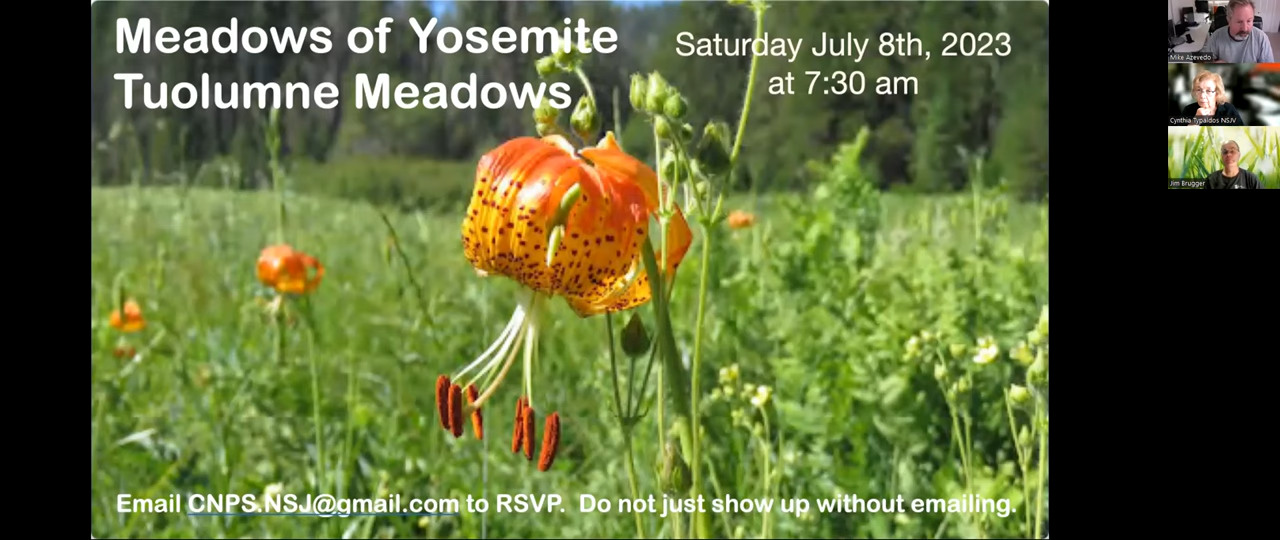 Meadows of Yosemite
Tuolumne Meadows
Saturday July 8th, 2023
at 7:30 am
Email CNPS.NSJ@gmail.com to RSVP.  Do not just show up without emailing.
Mike Azevedo
Cynthia Typaldos NSJV
Jim Brugger